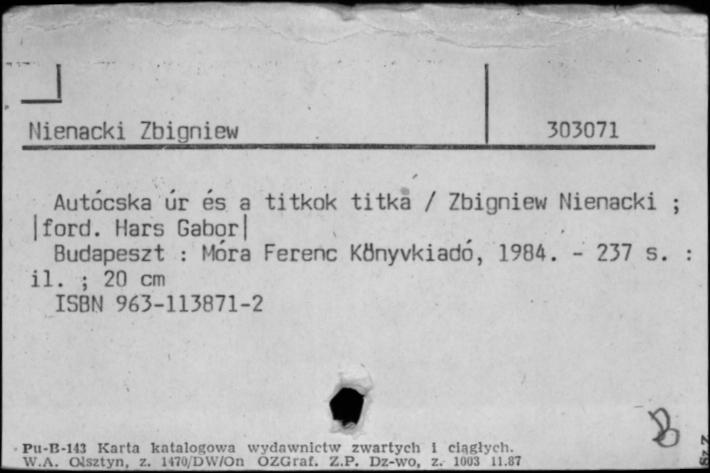 Nienacki Zbigniew
303071
Autócska úr és a titkok titka / Zbigniew Nienacki ;
|ford. Hars Gabor|
Budapeszt : Móra Ferenc Könyvkiadó, 1984. - 237 s. :
il. ; 20 cm
ISBN 963-113871-2
Pu-B-143 Karta katalogowa wydawnictw zwartych i ciągłych.
W.A. Olsztyn, z. 1470/DW/On OZGraf. Z.P. Dz-wo, z. 1003 11.87